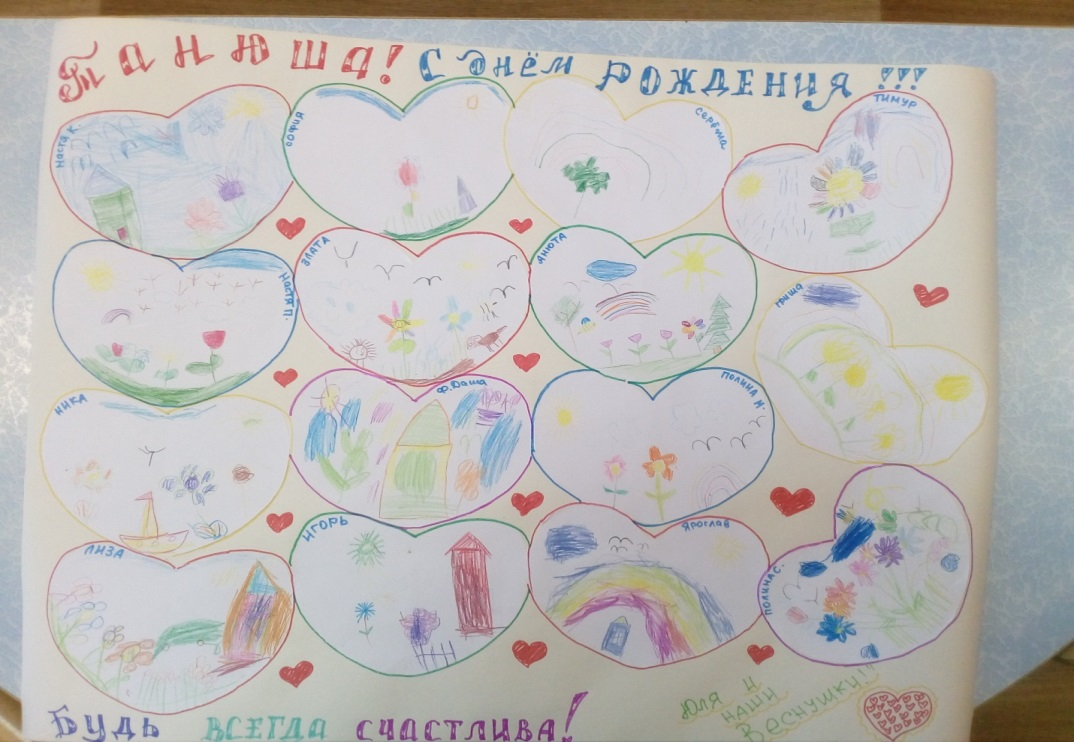 Танюша! С днём РОЖДЕНИЯ!!!
Настя К.
СОФИЯ
СЕРЁЖА
ТИМУР
Настя П.
ЗЛАТА
АНЮТА
ГРИША
НИКА
Ф. Даша
ПОЛИНА К.
ЛИЗА
ИГОРЬ
Ярослав
ПОЛИНА С.
БУДЬ ВСЕГДА СЧАСТЛИВА!
Юля и
наши
Веснушки!!